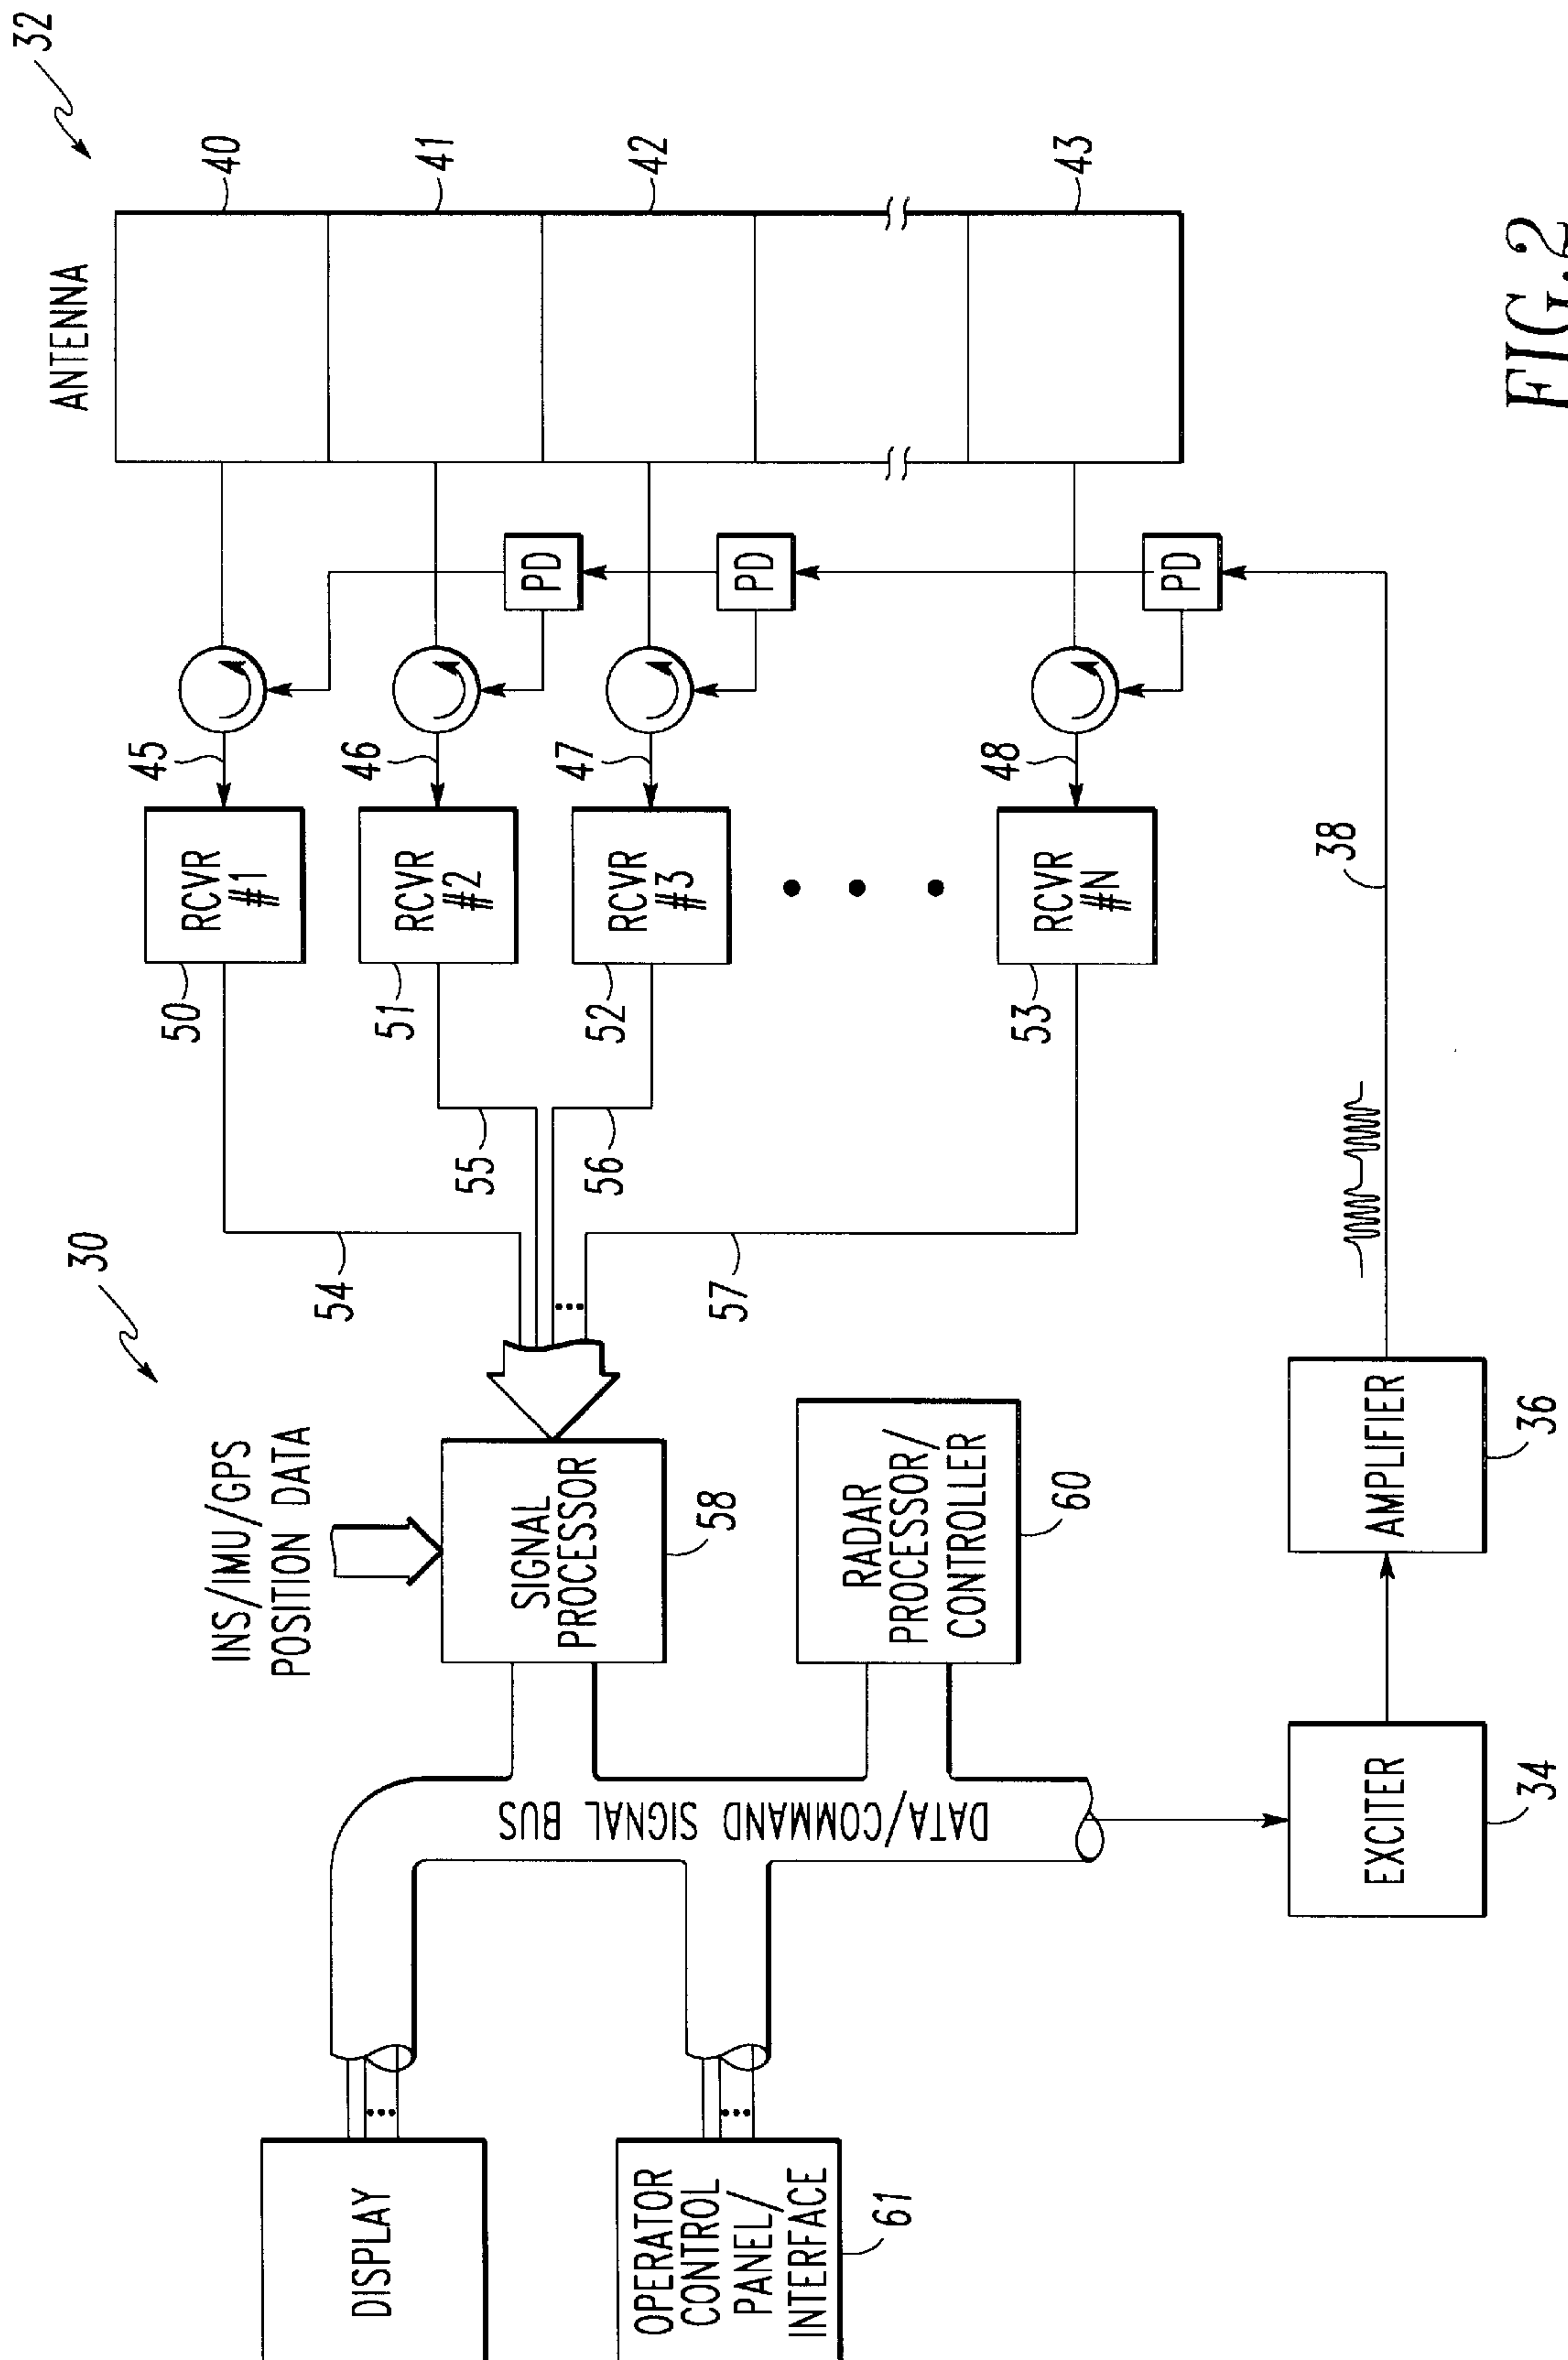 32
ANTENNA
40
41
42
43
PD
PD
PD
45
46
47
48
RCVR
#1
RCVR
#2
RCVR
#3
RCVR
#N
50
51
52
53
38
54
55
56
57
30
INS/IMU/GPS
POSITION DATA
SIGNAL
PROCESSOR
58
RADAR
PROCESSOR/
CONTROLLER
60
AMPLIFIER
36
DATA/COMMAND SIGNAL BUS
EXCITER
34
DISPLAY
OPERATOR
CONTROL
PANEL/
INTERFACE
61
FIG.2